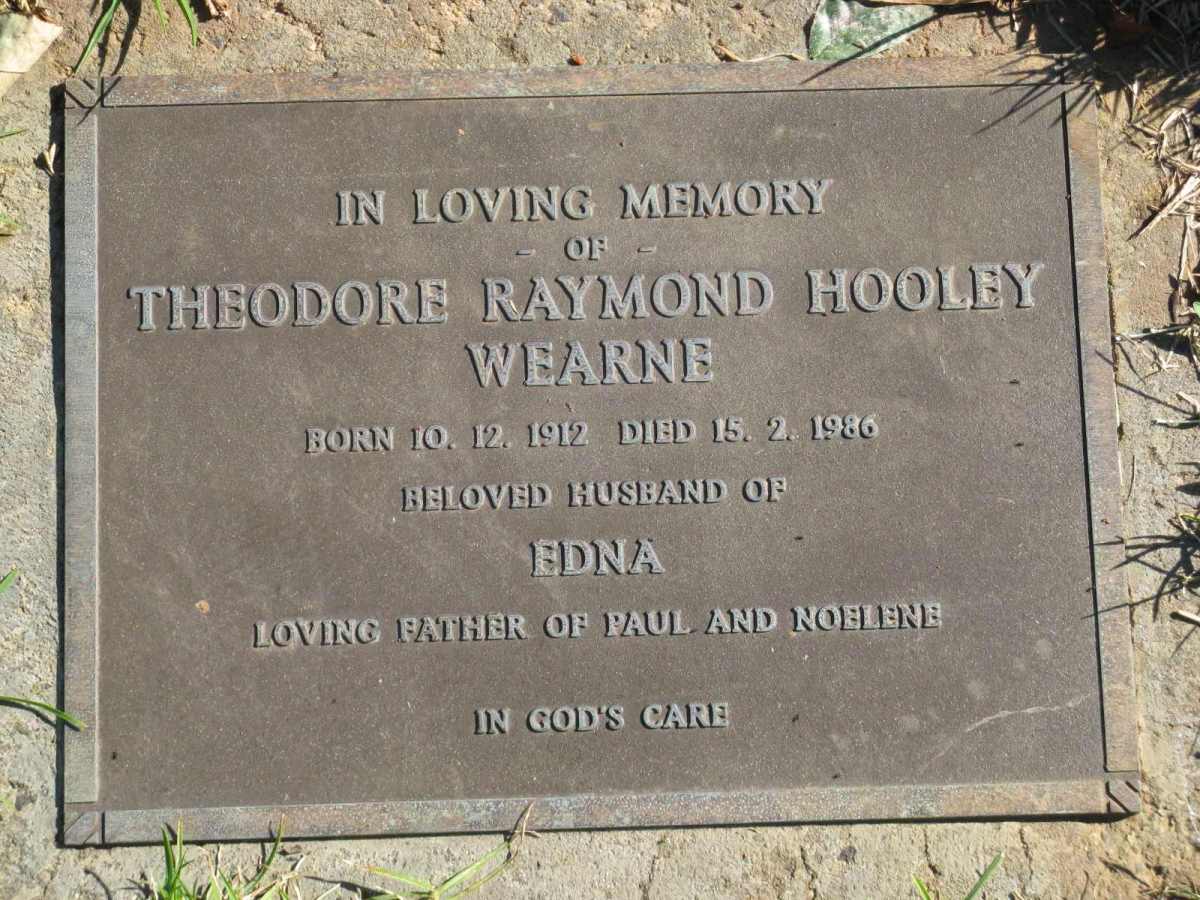 IN LOVING MEMORY
- OF -
THEODORE RAYMOND HOOLEY
WEARNE
BORN 10. 12. 1912 DIED 15. 2. 1986
BELOVED HUSBAND OF
EDNA
LOVING FATHER OF PAUL AND NOELENE
IN GOD'S CARE